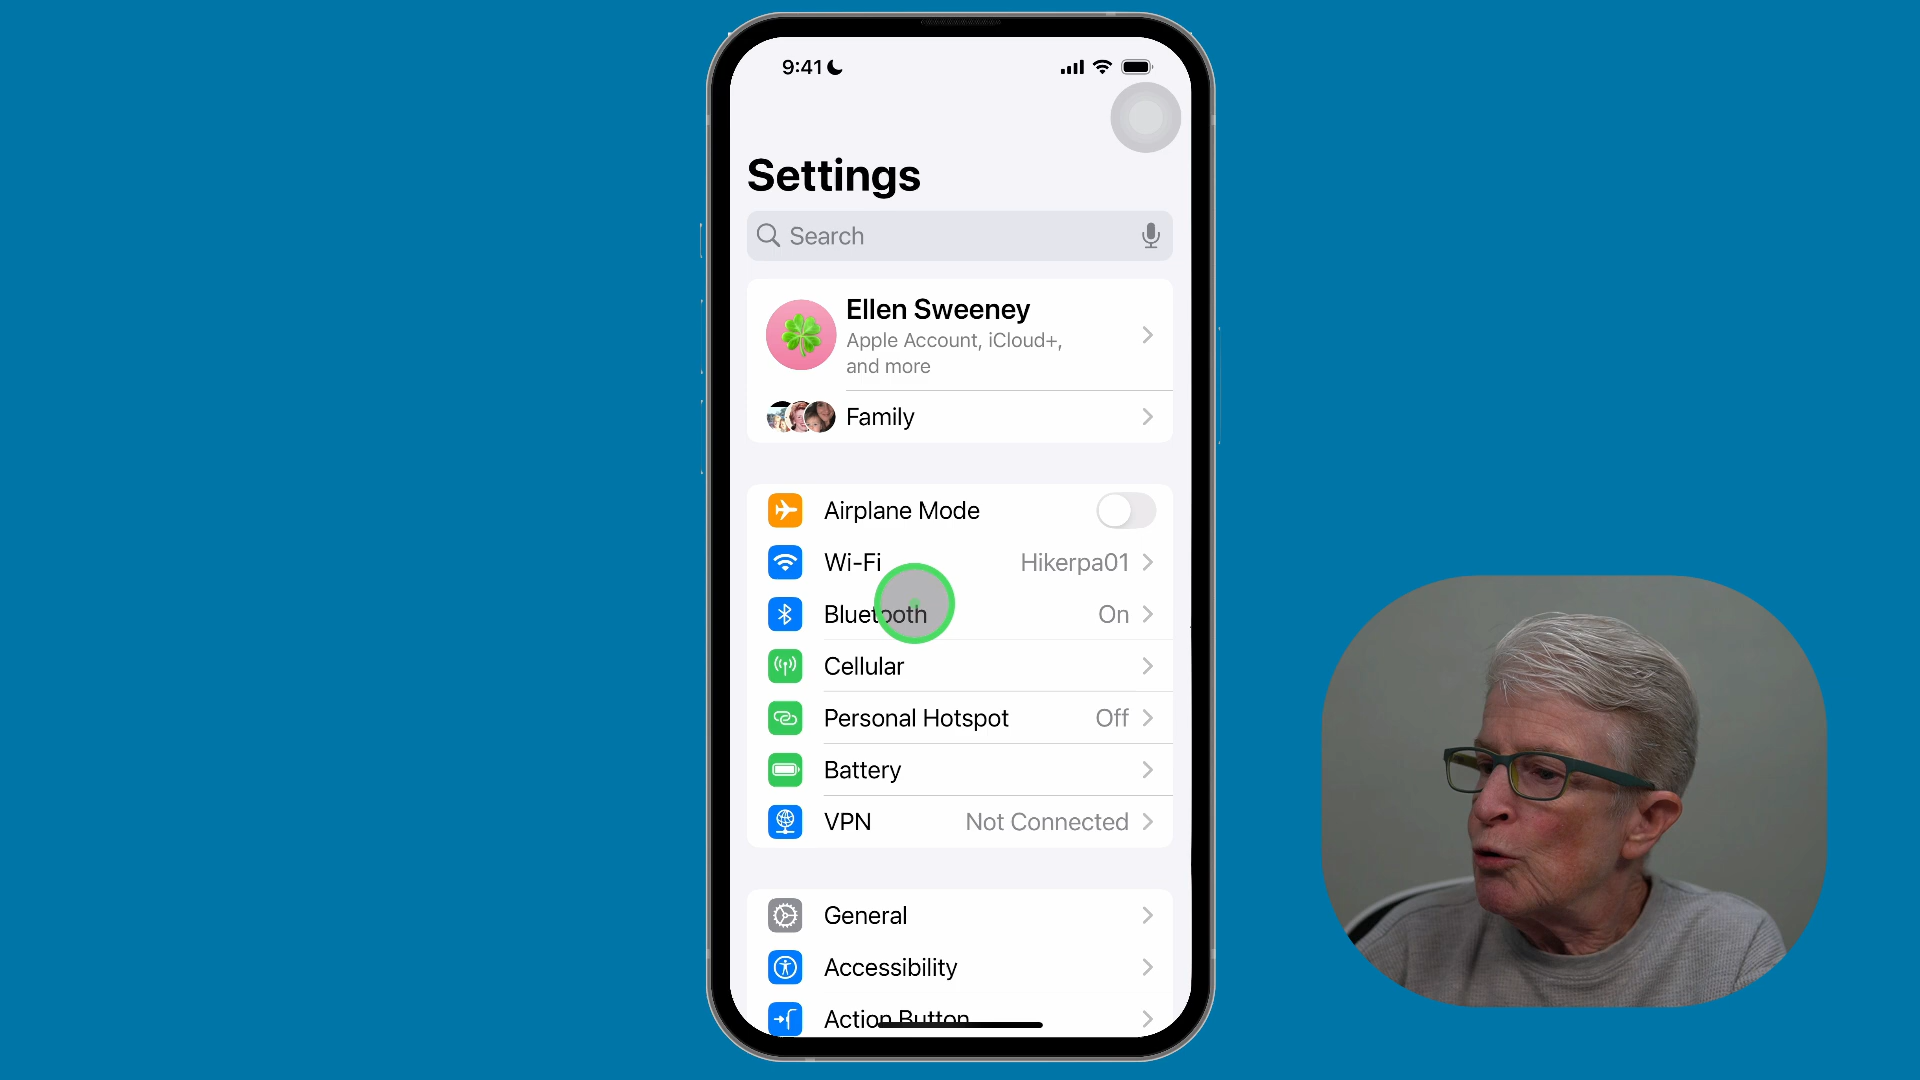 9:41
Settings
Search
Ellen Sweeney
Apple Account, iCloud+,
and more
Family
Airplane Mode
Wi-Fi Hikerpa01
Bluetooth On
Cellular
Personal Hotspot Off
Battery
VPN Not Connected
General
Accessibility
Action Button